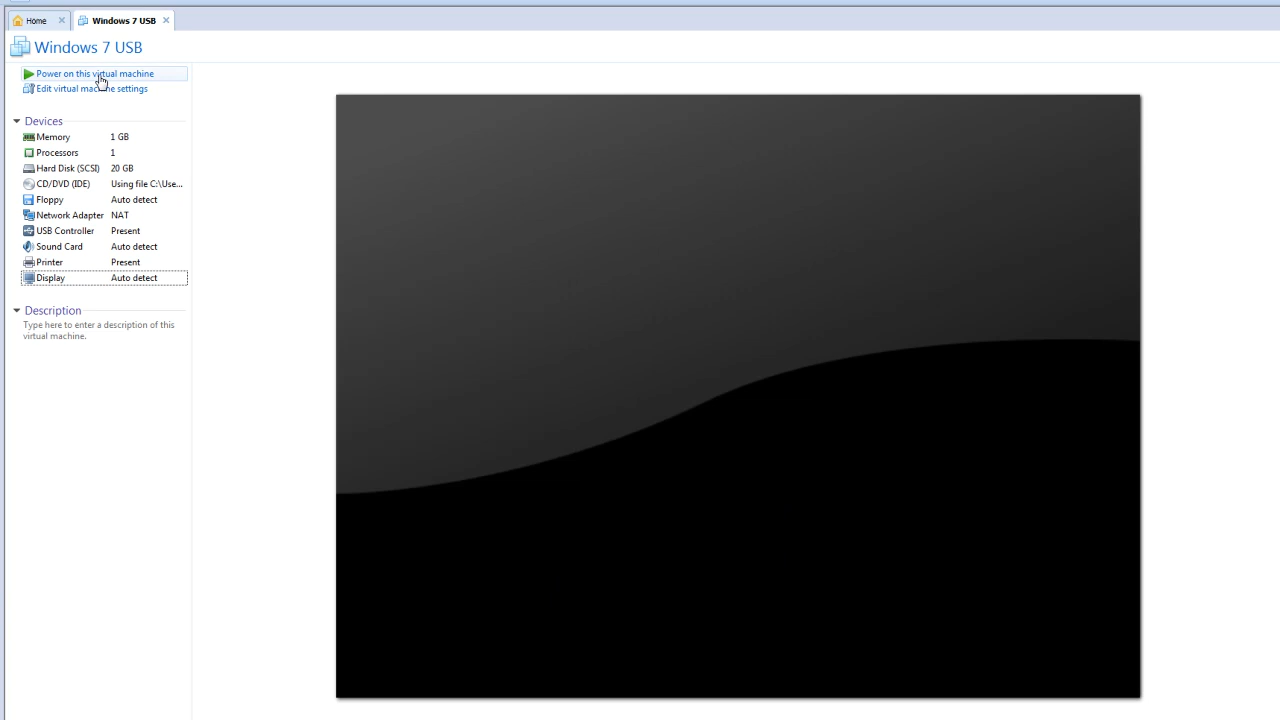 Home
Windows 7 USB
Windows 7 USB
Power on this virtual machine
Edit virtual machine settings
Devices
Memory 1 GB
Processors 1
Hard Disk (SCSI) 20 GB
CD/DVD (IDE) Using file C:\Use...
Floppy Auto detect
Network Adapter NAT
USB Controller Present
Sound Card Auto detect
Printer Present
Display Auto detect
Description
Type here to enter a description of this
virtual machine.